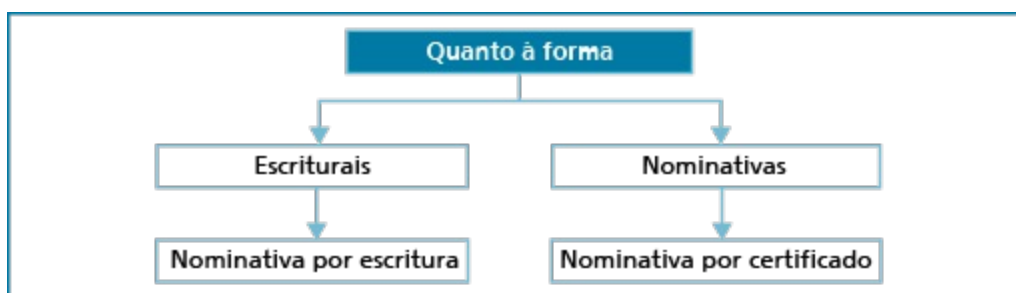 Quanto à forma
Escriturais
Nominativas
Nominativa por escritura
Nominativa por certificado